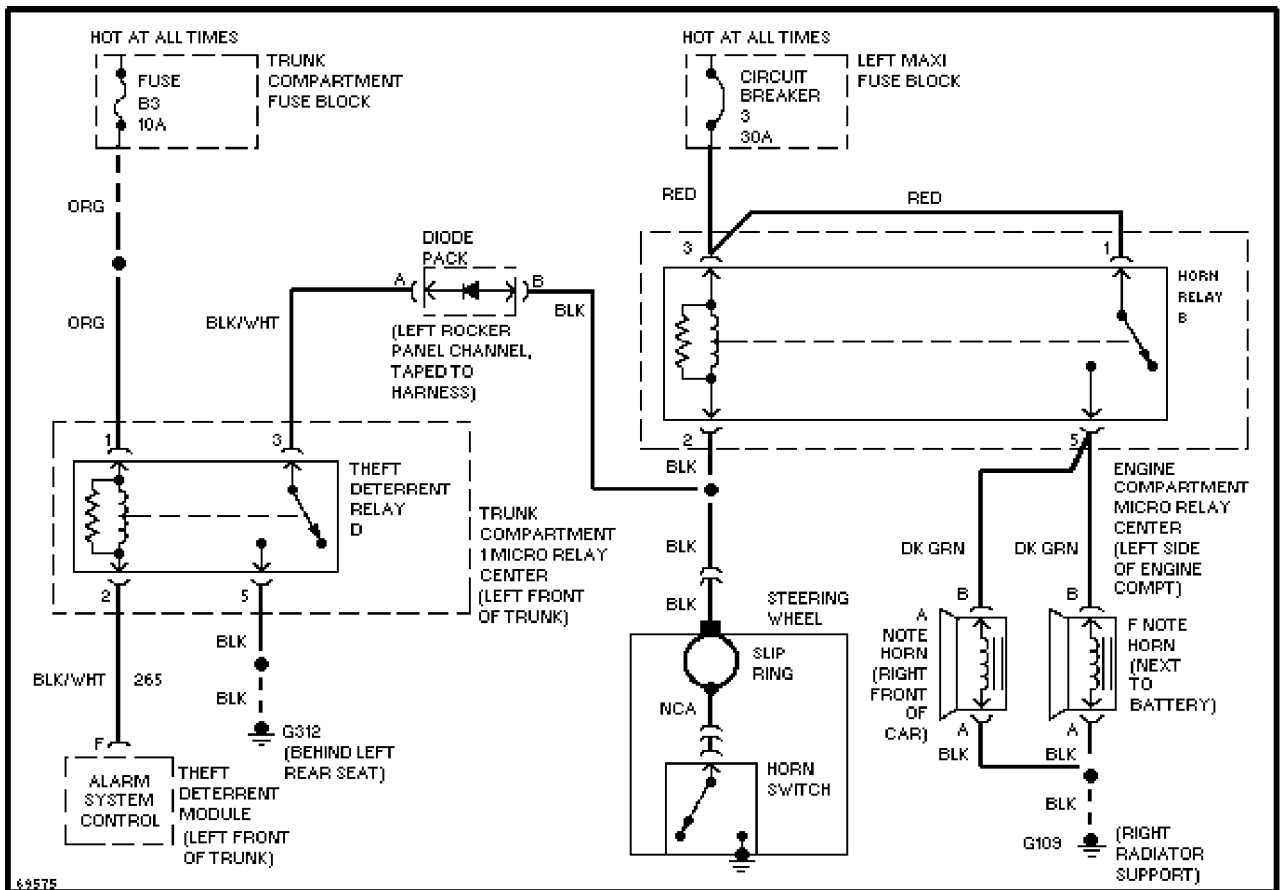 HOT AT ALL TIMES
FUSE
B3
10A
TRUNK
COMPARTMENT
FUSE BLOCK
HOT AT ALL TIMES
CIRCUIT
BREAKER
3
30A
LEFT MAXI
FUSE BLOCK
ORG
ORG
RED
RED
DIODE
PACK
A
B
BLK/WHT
BLK
(LEFT ROCKER
PANEL CHANNEL,
TAPED TO
HARNESS)
3
1
HORN
RELAY
B
2
5
1
3
THEFT
DETERRENT
RELAY
D
2
5
TRUNK
COMPARTMENT
1 MICRO RELAY
CENTER
(LEFT FRONT
OF TRUNK)
BLK
BLK
BLK
ENGINE
COMPARTMENT
MICRO RELAY
CENTER
(LEFT SIDE
OF ENGINE
COMPT)
DK GRN
DK GRN
B
B
A
NOTE
HORN
(RIGHT
FRONT
OF
CAR)
F NOTE
HORN
(NEXT
TO
BATTERY)
A
A
BLK
BLK
BLK
G109
(RIGHT
RADIATOR
SUPPORT)
STEERING
WHEEL
SLIP
RING
NCA
HORN
SWITCH
BLK/WHT
265
BLK
BLK
G312
(BEHIND LEFT
REAR SEAT)
F
ALARM
SYSTEM
CONTROL
THEFT
DETERRENT
MODULE
(LEFT FRONT
OF TRUNK)
69575